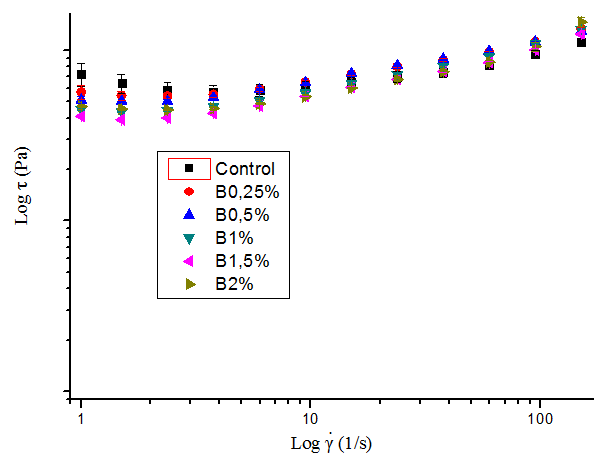 Log τ (Pa)
Control
B0,25%
B0,5%
B1%
B1,5%
B2%
1
10
100
Log γ̇ (1/s)